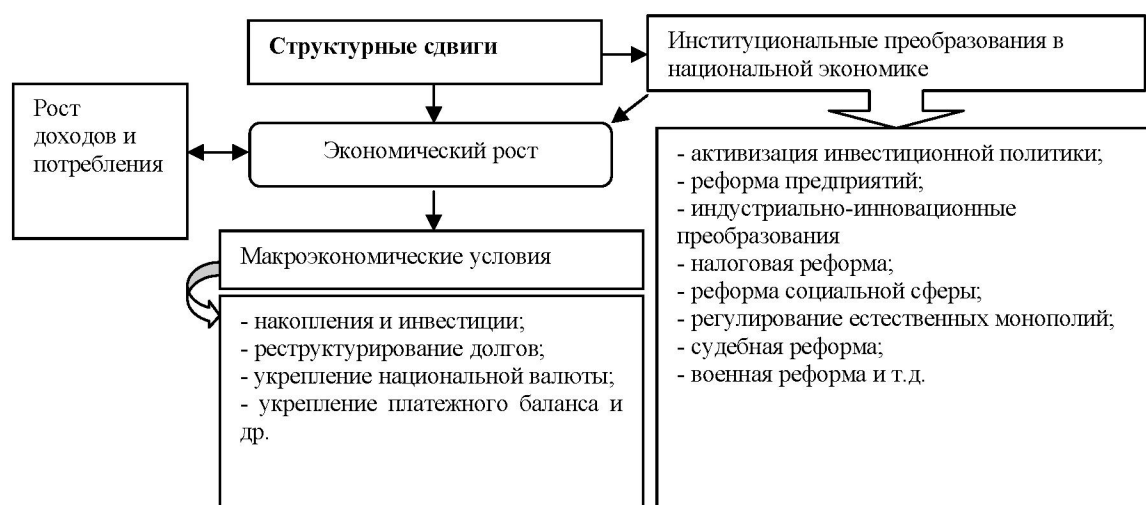 Структурные сдвиги
Институциональные преобразования в
национальной экономике
Рост
доходов и
потребления
Экономический рост
Макроэкономические условия
- накопления и инвестиции;
- реструктурирование долгов;
- укрепление национальной валюты;
- укрепление платежного баланса и
др.
- активизация инвестиционной политики;
- реформа предприятий;
- индустриально-инновационные
преобразования
- налоговая реформа;
- реформа социальной сферы;
- регулирование естественных монополий;
- судебная реформа;
- военная реформа и т.д.